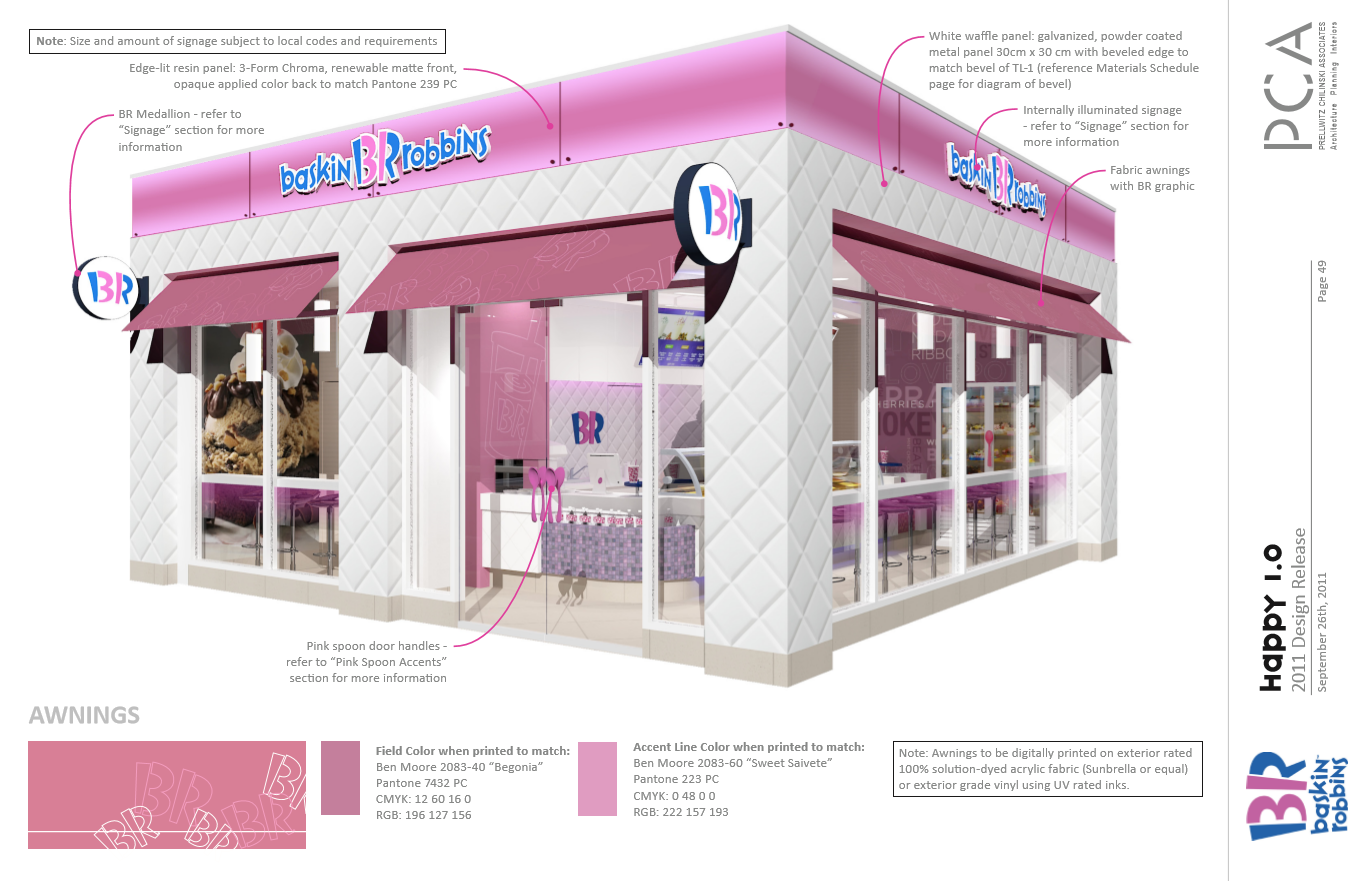 Note: Size and amount of signage subject to local codes and requirements
Edge-lit resin panel: 3-Form Chroma, renewable matte front,
opaque applied color back to match Pantone 239 PC
BR Medallion - refer to
“Signage” section for more
information
White waffle panel: galvanized, powder coated
metal panel 30cm x 30 cm with beveled edge to
match bevel of TL-1 (reference Materials Schedule
page for diagram of bevel)
Internally illuminated signage
- refer to “Signage” section for
more information
Fabric awnings
with BR graphic
baskin BR robbins
baskin BR robbins
BR
BR
BR
BR
RIBBO
CHERRIES
OKE
Pink spoon door handles -
refer to “Pink Spoon Accents”
section for more information
AWNINGS
BR
BR
BR
BR
BR
Field Color when printed to match:
Ben Moore 2083-40 “Begonia”
Pantone 7432 PC
CMYK: 12 60 16 0
RGB: 196 127 156
Accent Line Color when printed to match:
Ben Moore 2083-60 “Sweet Saivete”
Pantone 223 PC
CMYK: 0 48 0 0
RGB: 222 157 193
Note: Awnings to be digitally printed on exterior rated
100% solution-dyed acrylic fabric (Sunbrella or equal)
or exterior grade vinyl using UV rated inks.
PCA
PRELLWITZ CHILINSKI ASSOCIATES
Architecture Planning Interiors
Page 49
Happy 1.0
2011 Design Release
September 26th, 2011
BR
baskin
robbins